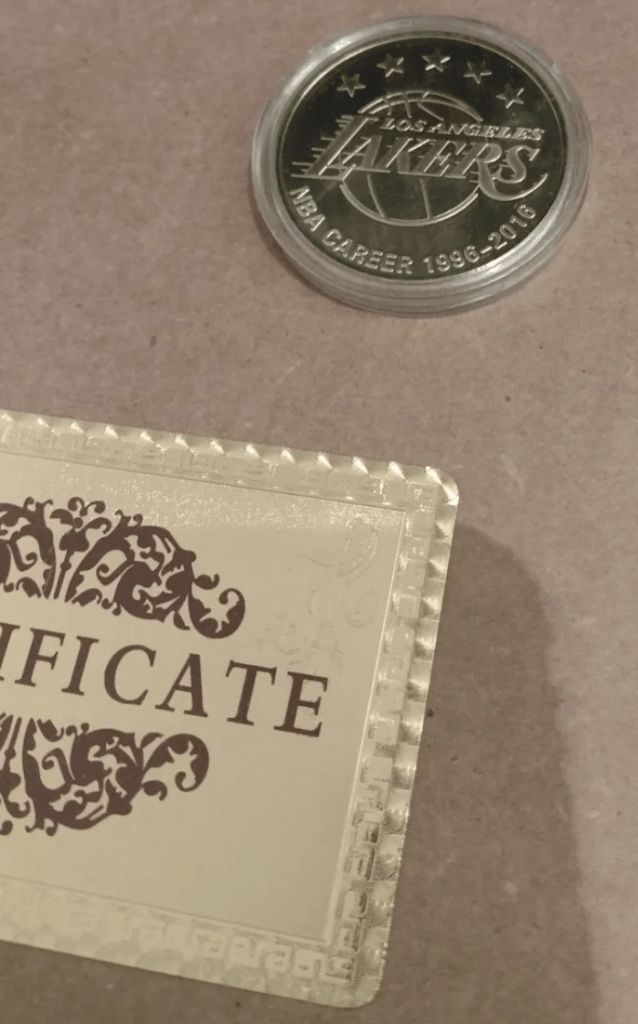 LOS ANGELES
LAKERS
NBA CAREER 1996-2016
IFICATE